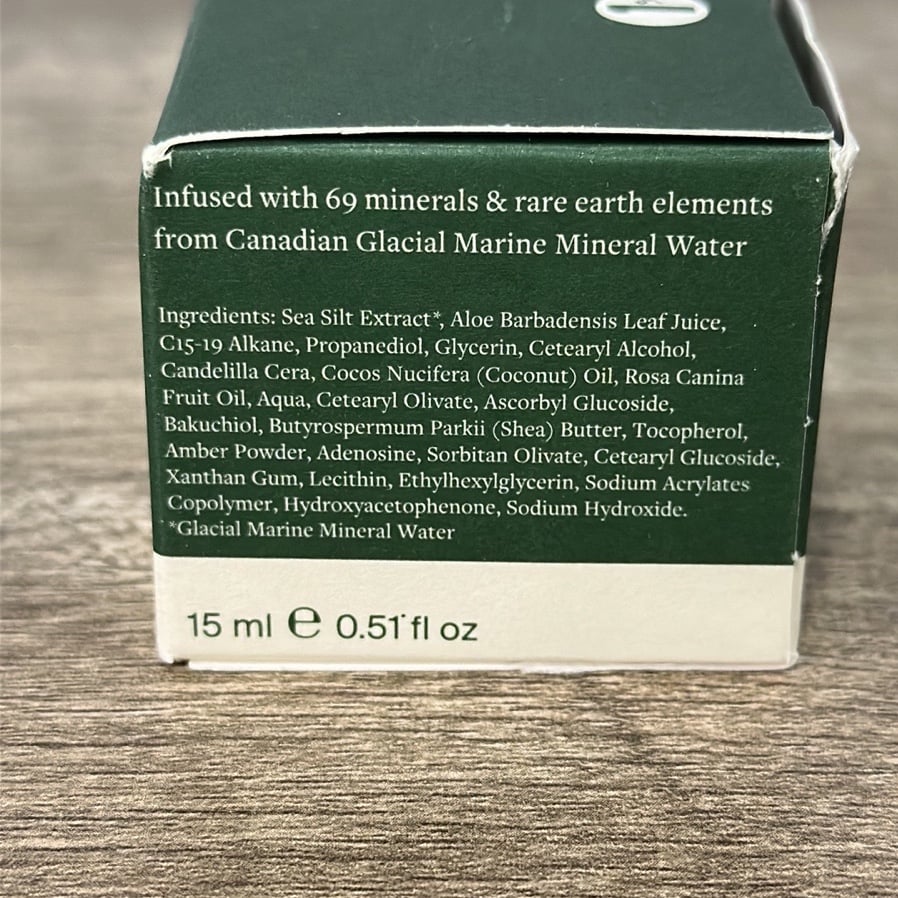 Infused with 69 minerals & rare earth elements
from Canadian Glacial Marine Mineral Water
Ingredients: Sea Silt Extract*, Aloe Barbadensis Leaf Juice,
C15-19 Alkane, Propanediol, Glycerin, Cetearyl Alcohol,
Candelilla Cera, Cocos Nucifera (Coconut) Oil, Rosa Canina
Fruit Oil, Aqua, Cetearyl Olivate, Ascorbyl Glucoside,
Bakuchiol, Butyrospermum Parkii (Shea) Butter, Tocopherol,
Amber Powder, Adenosine, Sorbitan Olivate, Cetearyl Glucoside,
Xanthan Gum, Lecithin, Ethylhexylglycerin, Sodium Acrylates
Copolymer, Hydroxyacetophenone, Sodium Hydroxide.
*Glacial Marine Mineral Water
15 ml ℮ 0.51 fl oz